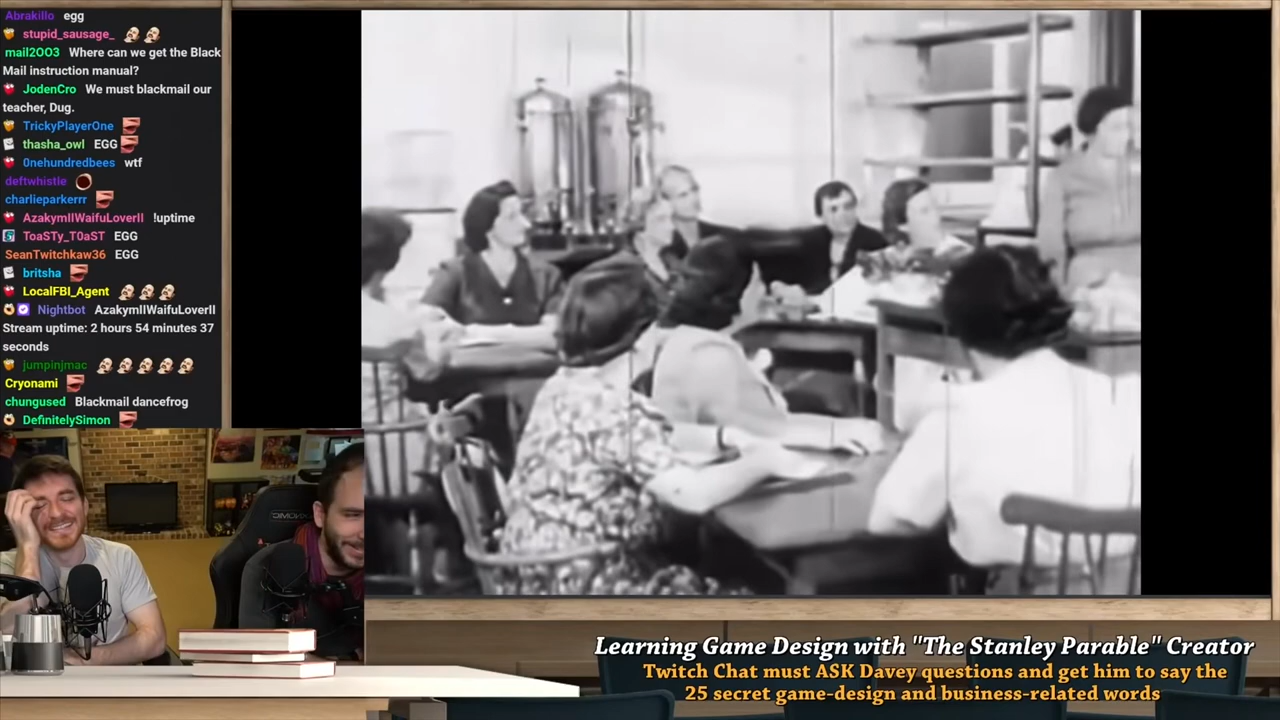 Abrakillo egg
stupid_sausage_
mail2OO3 Where can we get the Black
Mail instruction manual?
JodenCro We must blackmail our
teacher, Dug.
TrickyPlayerOne
thasha_owl EGG
0nehundredbees wtf
deftwhistle
charlieparkerrr
AzakymIIWaifuLoverII !uptime
ToaSTy_T0aST EGG
SeanTwitchkaw36 EGG
britsha
LocalFBI_Agent
Nightbot AzakymIIWaifuLoverII
Stream uptime: 2 hours 54 minutes 37
seconds
jumpinjmac
Cryonami
chungused Blackmail dancefrog
DefinitelySimon
Learning Game Design with "The Stanley Parable" Creator
Twitch Chat must ASK Davey questions and get him to say the
25 secret game-design and business-related words